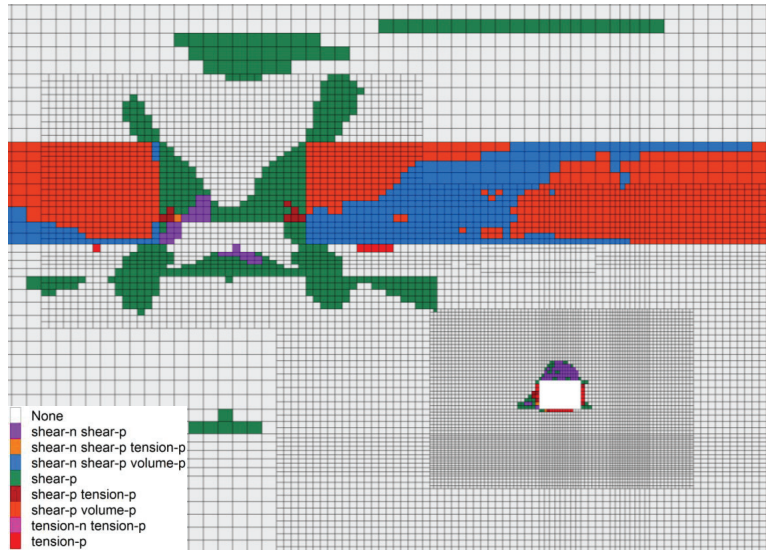 None
shear-n shear-p
shear-n shear-p tension-p
shear-n shear-p volume-p
shear-p
shear-p tension-p
shear-p volume-p
tension-n tension-p
tension-p